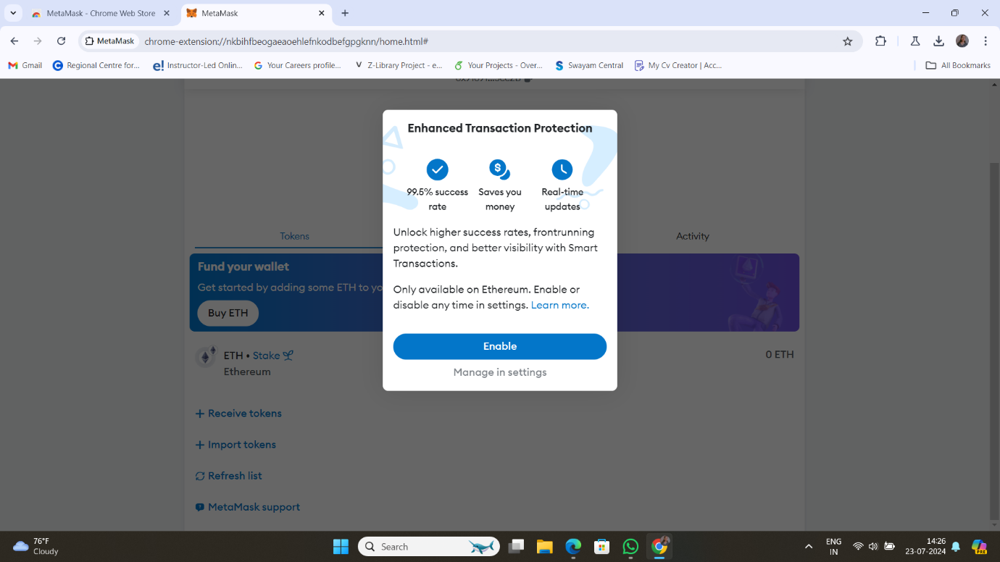 MetaMask - Chrome Web Store
MetaMask
MetaMask
chrome-extension://nkbihfbeogaeaoehlefnkodbefgpgknn/home.html#
Gmail
Regional Centre for...
Instructor-Led Onlin...
Your Careers profile...
Z-Library Project - e...
Your Projects - Over...
Swayam Central
My Cv Creator | Acc...
All Bookmarks
Enhanced Transaction Protection
99.5% success
rate
Saves you
money
Real-time
updates
Unlock higher success rates, frontrunning
protection, and better visibility with Smart
Transactions.
Only available on Ethereum. Enable or
disable any time in settings. Learn more.
Enable
Manage in settings
Tokens
Activity
Fund your wallet
Get started by adding some ETH to yo
Buy ETH
ETH • Stake
0 ETH
Ethereum
+ Receive tokens
+ Import tokens
Refresh list
MetaMask support
76°F
Cloudy
Search
ENG
IN
14:26
23-07-2024
PRE